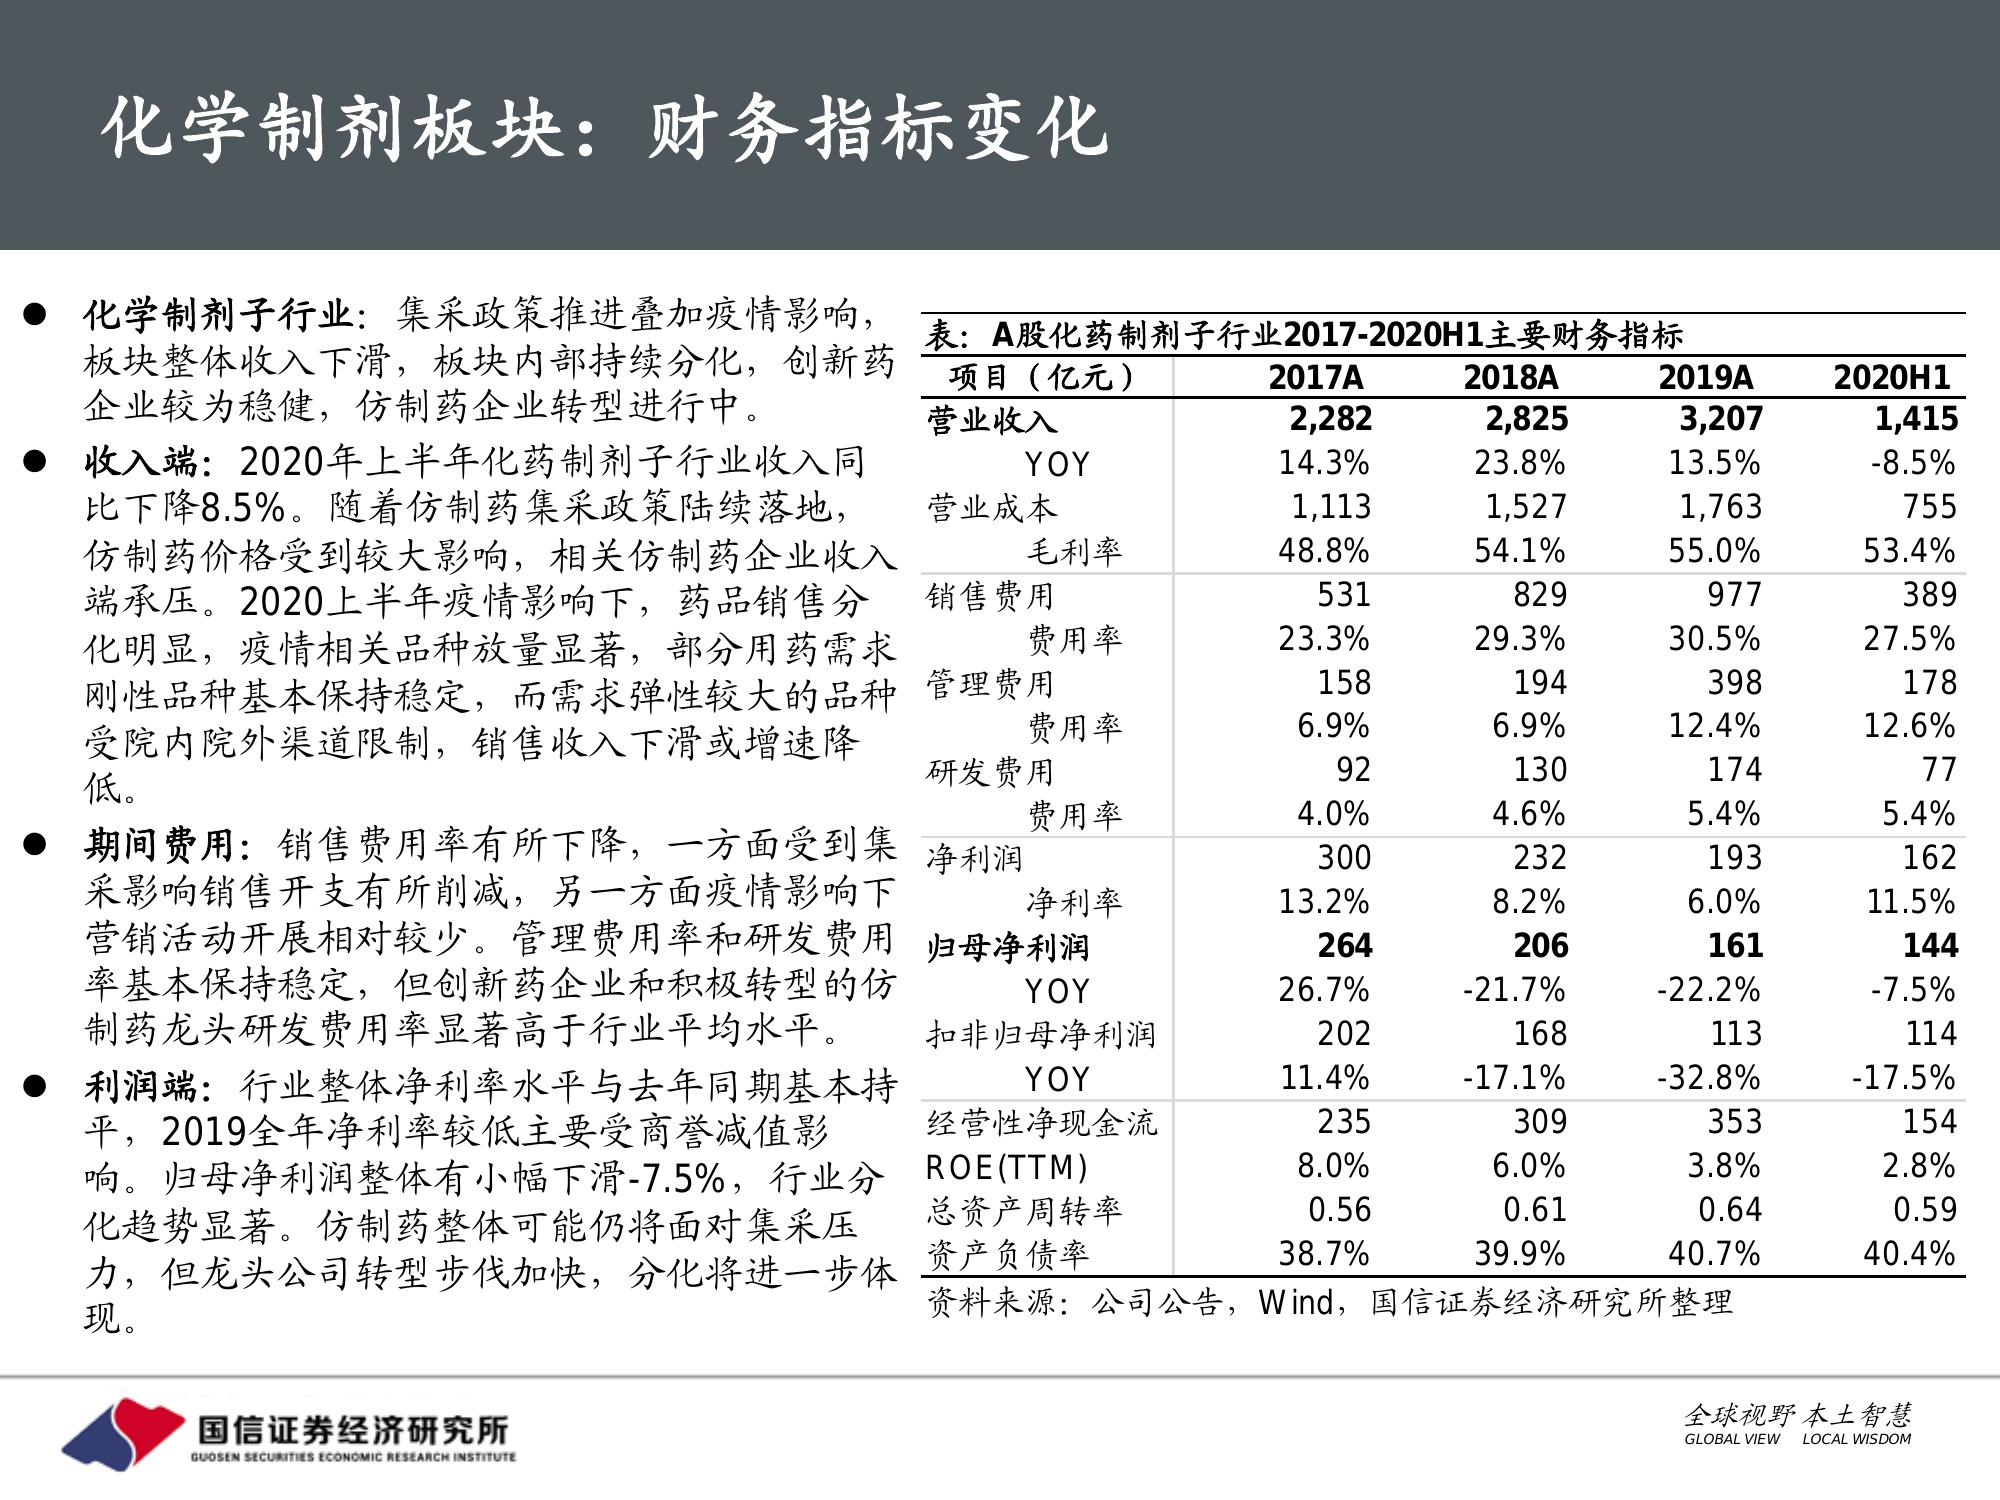 化学制剂板块：财务指标变化
● 化学制剂子行业：集采政策推进叠加疫情影响，
板块整体收入下滑，板块内部持续分化，创新药
企业较为稳健，仿制药企业转型进行中。
● 收入端：2020年上半年化药制剂子行业收入同
比下降8.5%。随着仿制药集采政策陆续落地，
仿制药价格受到较大影响，相关仿制药企业收入
端承压。2020上半年疫情影响下，药品销售分
化明显，疫情相关品种放量显著，部分用药需求
刚性品种基本保持稳定，而需求弹性较大的品种
受院内院外渠道限制，销售收入下滑或增速降
低。
● 期间费用：销售费用率有所下降，一方面受到集
采影响销售开支有所削减，另一方面疫情影响下
营销活动开展相对较少。管理费用率和研发费用
率基本保持稳定，但创新药企业和积极转型的仿
制药龙头研发费用率显著高于行业平均水平。
● 利润端：行业整体净利率水平与去年同期基本持
平，2019全年净利率较低主要受商誉减值影
响。归母净利润整体有小幅下滑-7.5%，行业分
化趋势显著。仿制药整体可能仍将面对集采压
力，但龙头公司转型步伐加快，分化将进一步体
现。
表：A股化药制剂子行业2017-2020H1主要财务指标
项目（亿元） 2017A 2018A 2019A 2020H1
营业收入 2,282 2,825 3,207 1,415
YOY 14.3% 23.8% 13.5% -8.5%
营业成本 1,113 1,527 1,763 755
毛利率 48.8% 54.1% 55.0% 53.4%
销售费用 531 829 977 389
费用率 23.3% 29.3% 30.5% 27.5%
管理费用 158 194 398 178
费用率 6.9% 6.9% 12.4% 12.6%
研发费用 92 130 174 77
费用率 4.0% 4.6% 5.4% 5.4%
净利润 300 232 193 162
净利率 13.2% 8.2% 6.0% 11.5%
归母净利润 264 206 161 144
YOY 26.7% -21.7% -22.2% -7.5%
扣非归母净利润 202 168 113 114
YOY 11.4% -17.1% -32.8% -17.5%
经营性净现金流 235 309 353 154
ROE(TTM) 8.0% 6.0% 3.8% 2.8%
总资产周转率 0.56 0.61 0.64 0.59
资产负债率 38.7% 39.9% 40.7% 40.4%
资料来源：公司公告，Wind，国信证券经济研究所整理
国信证券经济研究所
GUOSEN SECURITIES ECONOMIC RESEARCH INSTITUTE
全球视野 本土智慧
GLOBAL VIEW LOCAL WISDOM